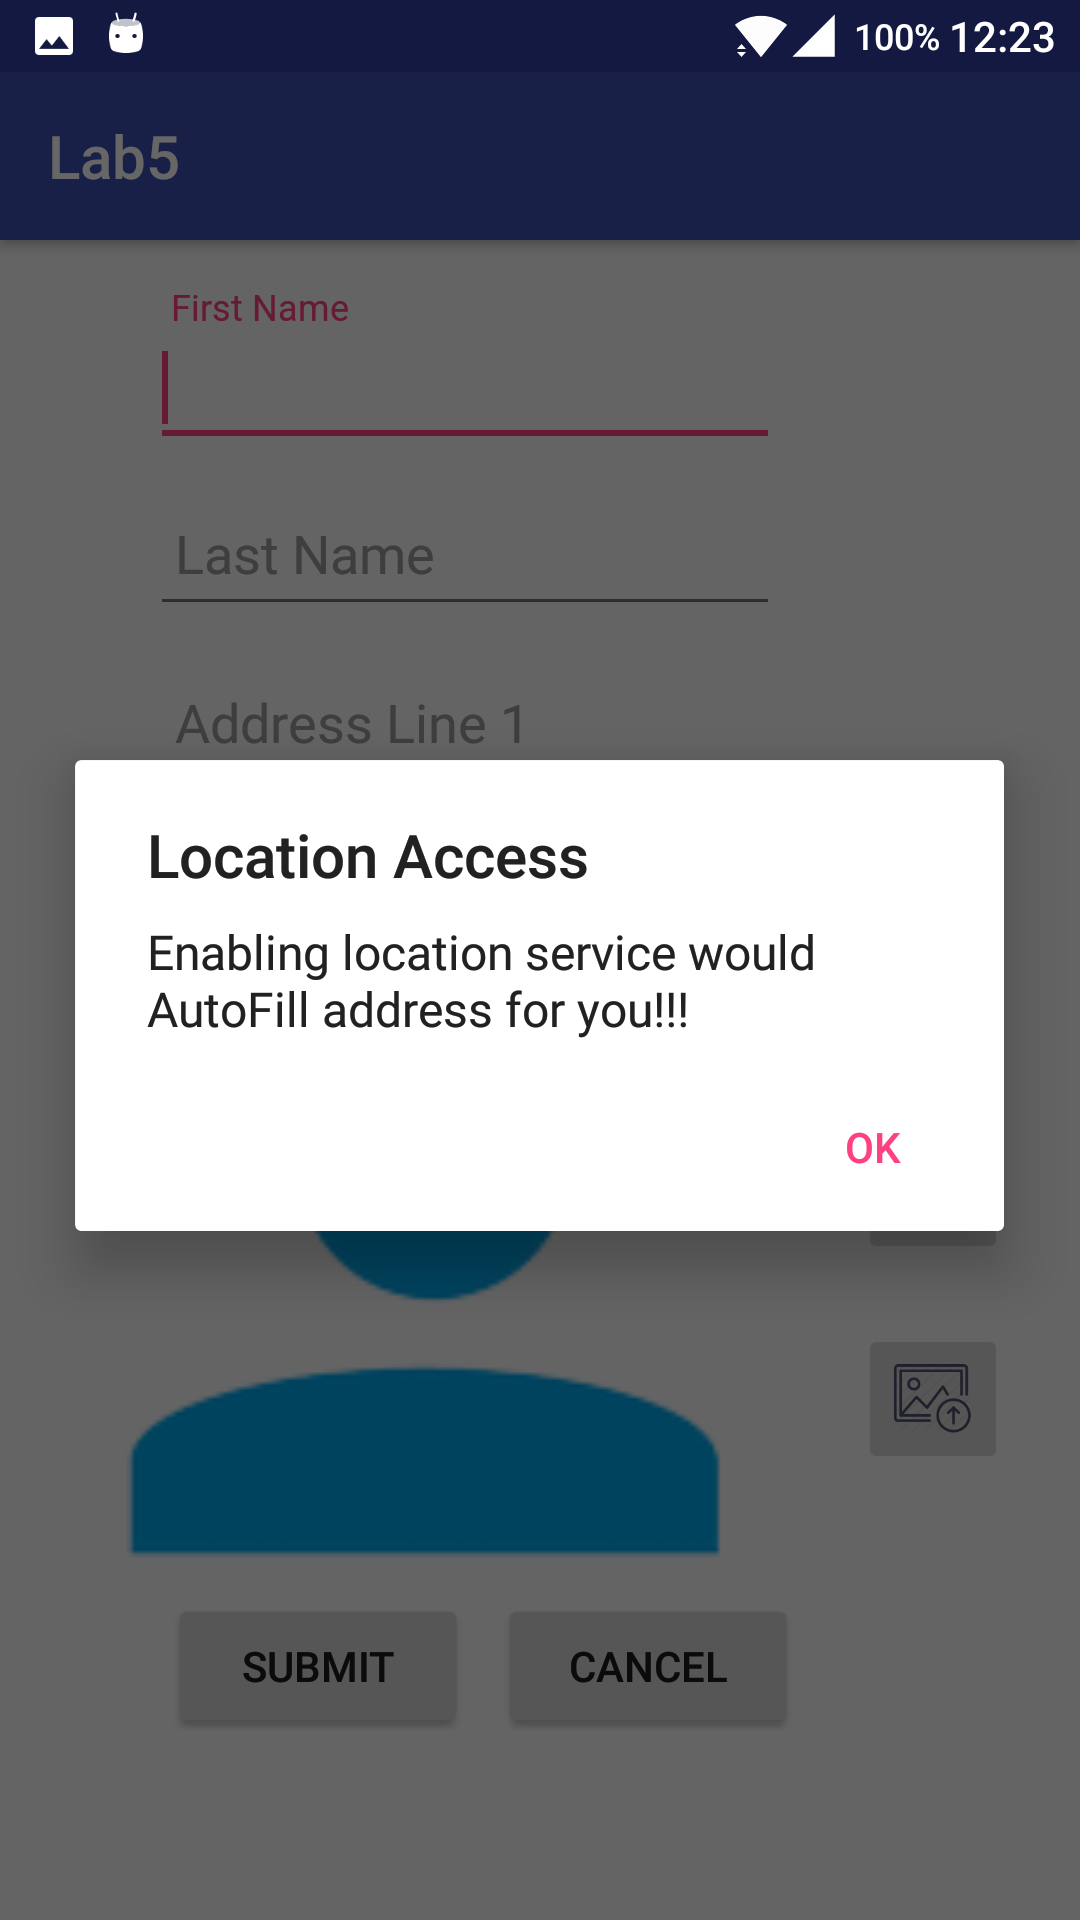 100% 12:23
Lab5
First Name
Last Name
Address Line 1
Location Access
Enabling location service would
AutoFill address for you!!!
OK
SUBMIT CANCEL